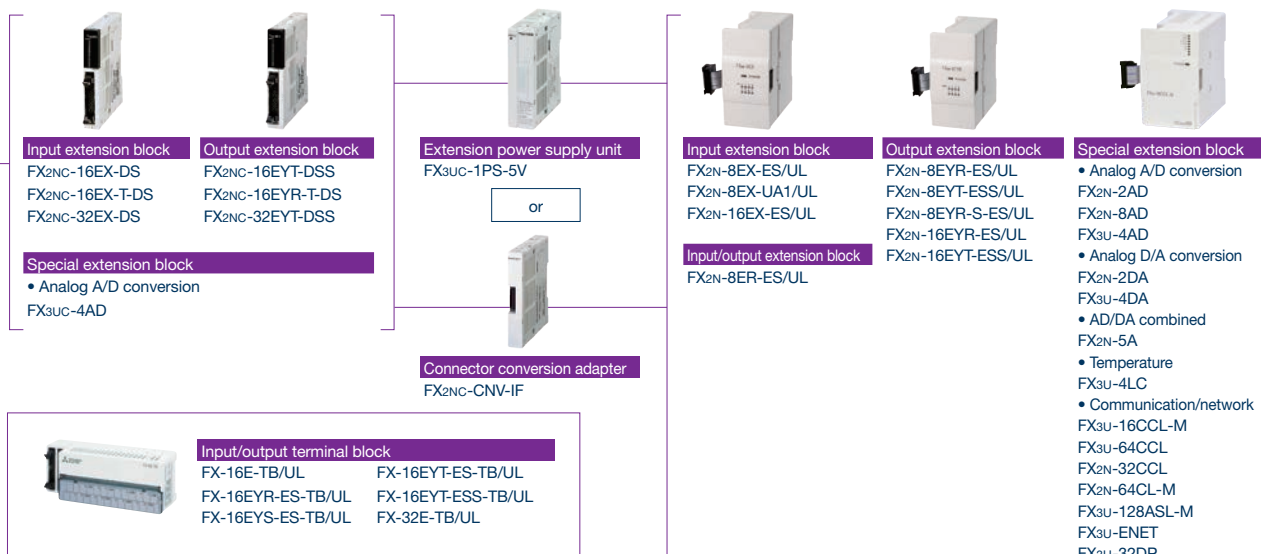 Input extension block
FX2NC-16EX-DS
FX2NC-16EX-T-DS
FX2NC-32EX-DS
Output extension block
FX2NC-16EYT-DSS
FX2NC-16EYR-T-DS
FX2NC-32EYT-DSS
Special extension block
• Analog A/D conversion
FX3UC-4AD
Extension power supply unit
FX3UC-1PS-5V
or
Connector conversion adapter
FX2NC-CNV-IF
Input extension block
FX2N-8EX-ES/UL
FX2N-8EX-UA1/UL
FX2N-16EX-ES/UL
Input/output extension block
FX2N-8ER-ES/UL
Output extension block
FX2N-8EYR-ES/UL
FX2N-8EYT-ESS/UL
FX2N-8EYR-S-ES/UL
FX2N-16EYR-ES/UL
FX2N-16EYT-ESS/UL
Special extension block
• Analog A/D conversion
FX2N-2AD
FX2N-8AD
FX3U-4AD
• Analog D/A conversion
FX2N-2DA
FX3U-4DA
• AD/DA combined
FX2N-5A
• Temperature
FX3U-4LC
• Communication/network
FX3U-16CCL-M
FX3U-64CCL
FX2N-32CCL
FX2N-64CL-M
FX3U-128ASL-M
FX3U-ENET
FX3U-32DP
Input/output terminal block
FX-16E-TB/UL
FX-16EYR-ES-TB/UL
FX-16EYS-ES-TB/UL
FX-16EYT-ES-TB/UL
FX-16EYT-ESS-TB/UL
FX-32E-TB/UL